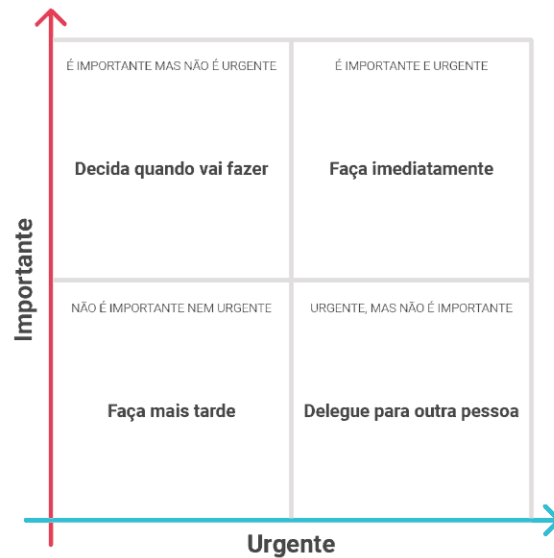 É IMPORTANTE MAS NÃO É URGENTE
Decida quando vai fazer
É IMPORTANTE E URGENTE
Faça imediatamente
NÃO É IMPORTANTE NEM URGENTE
Faça mais tarde
URGENTE, MAS NÃO É IMPORTANTE
Delegue para outra pessoa
Importante
Urgente